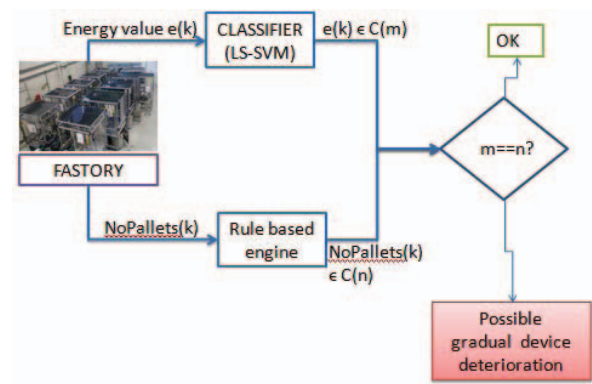 Energy value e(k)
CLASSIFIER
(LS-SVM)
e(k) ϵ C(m)
OK
m==n?
FASTORY
NoPallets(k)
Rule based
engine
NoPallets(k)
ϵ C(n)
Possible
gradual device
deterioration